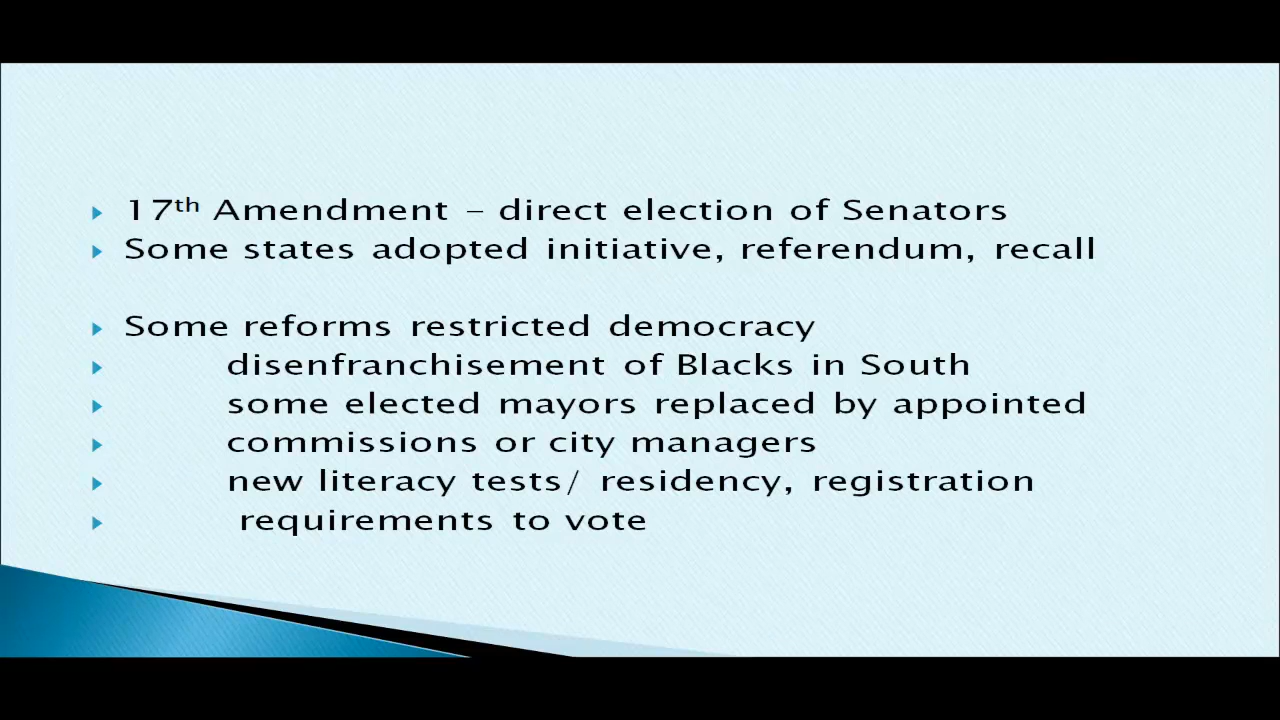 17th Amendment – direct election of Senators
Some states adopted initiative, referendum, recall
Some reforms restricted democracy
disenfranchisement of Blacks in South
some elected mayors replaced by appointed
commissions or city managers
new literacy tests/ residency, registration
requirements to vote